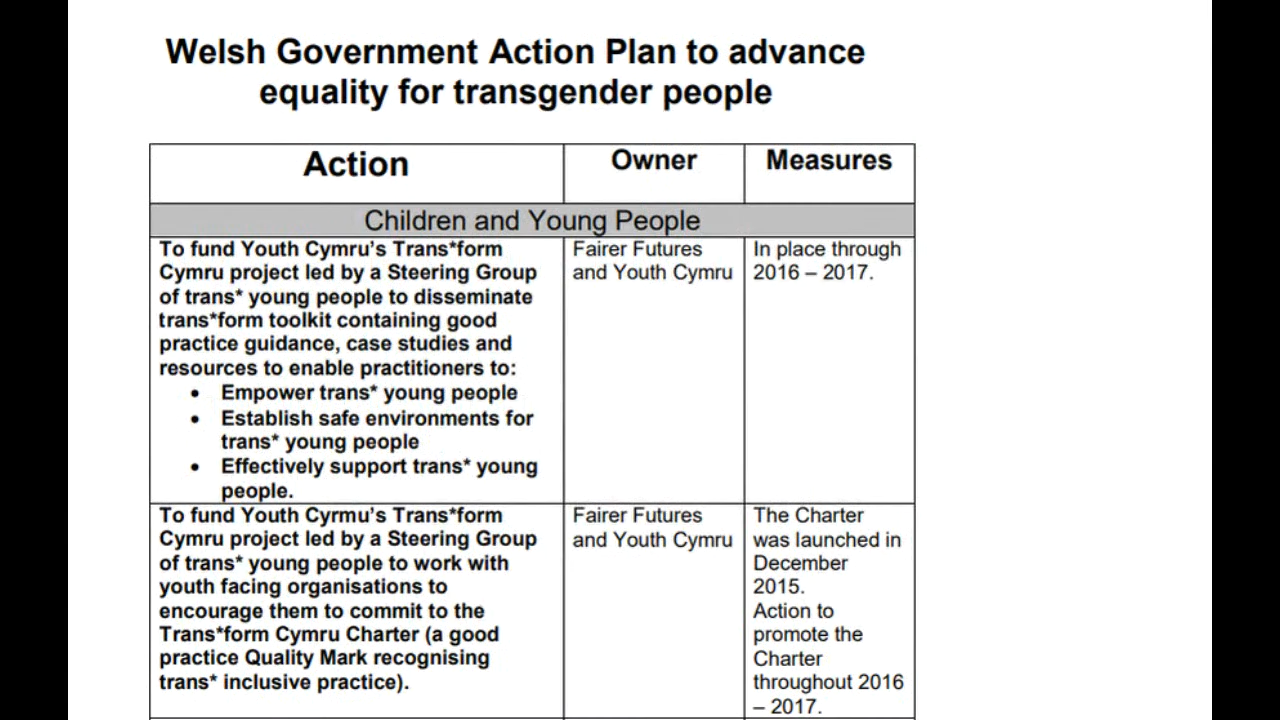 Welsh Government Action Plan to advance
equality for transgender people
Action
Owner
Measures
Children and Young People
To fund Youth Cymru’s Trans*form
Cymru project led by a Steering Group
of trans* young people to disseminate
trans*form toolkit containing good
practice guidance, case studies and
resources to enable practitioners to:
• Empower trans* young people
• Establish safe environments for
trans* young people
• Effectively support trans* young
people.
Fairer Futures
and Youth Cymru
In place through
2016 – 2017.
To fund Youth Cyrmu’s Trans*form
Cymru project led by a Steering Group
of trans* young people to work with
youth facing organisations to
encourage them to commit to the
Trans*form Cymru Charter (a good
practice Quality Mark recognising
trans* inclusive practice).
Fairer Futures
and Youth Cymru
The Charter
was launched in
December
2015.
Action to
promote the
Charter
throughout 2016
– 2017.